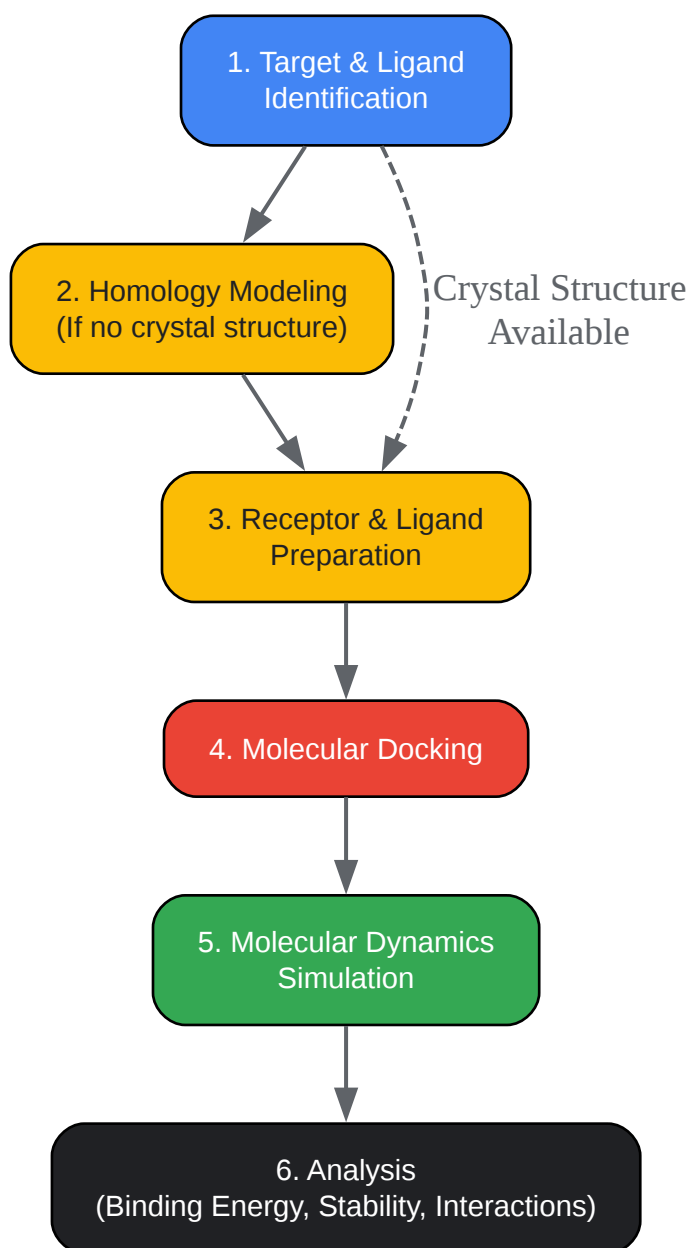 1. Target & Ligand
Identification
2. Homology Modeling
(If no crystal structure)
Crystal Structure
Available
3. Receptor & Ligand
Preparation
4. Molecular Docking
5. Molecular Dynamics
Simulation
6. Analysis
(Binding Energy, Stability, Interactions)